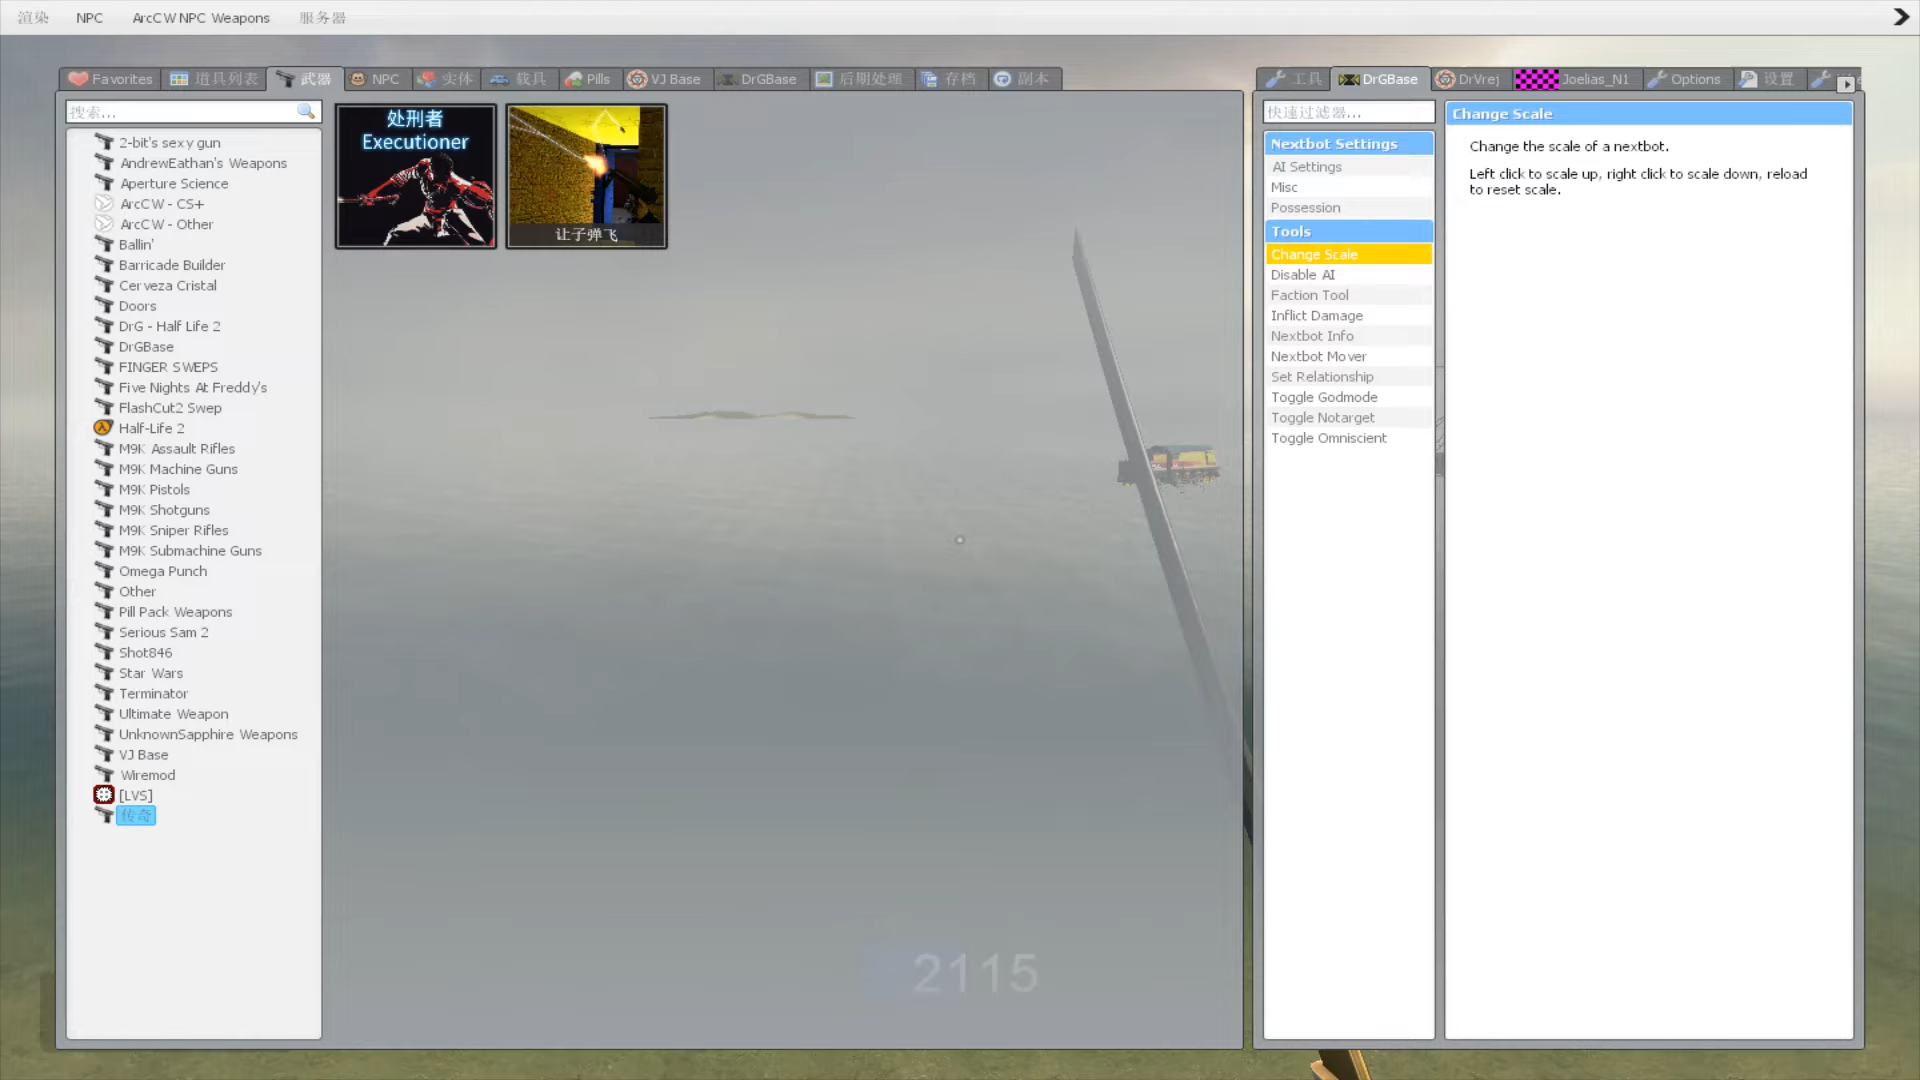 渲染 NPC ArcCW NPC Weapons 服务器
Favorites 道具列表 武器 NPC 实体 载具 Pills VJ Base DrGBase 后期处理 存档 副本
搜索...
2-bit's sexy gun
AndrewEathan's Weapons
Aperture Science
ArcCW - CS+
ArcCW - Other
Ballin'
Barricade Builder
Cerveza Cristal
Doors
DrG - Half Life 2
DrGBase
FINGER SWEPS
Five Nights At Freddy's
FlashCut2 Swep
Half-Life 2
M9K Assault Rifles
M9K Machine Guns
M9K Pistols
M9K Shotguns
M9K Sniper Rifles
M9K Submachine Guns
Omega Punch
Other
Pill Pack Weapons
Serious Sam 2
Shot846
Star Wars
Terminator
Ultimate Weapon
UnknownSapphire Weapons
VJ Base
Wiremod
[LVS]
传奇
处刑者
Executioner
让子弹飞
2115
工具 DrGBase DrVrej Joelias_N1 Options 设置
快速过滤器...
Nextbot Settings
AI Settings
Misc
Possession
Tools
Change Scale
Disable AI
Faction Tool
Inflict Damage
Nextbot Info
Nextbot Mover
Set Relationship
Toggle Godmode
Toggle Notarget
Toggle Omniscient
Change Scale
Change the scale of a nextbot.
Left click to scale up, right click to scale down, reload
to reset scale.